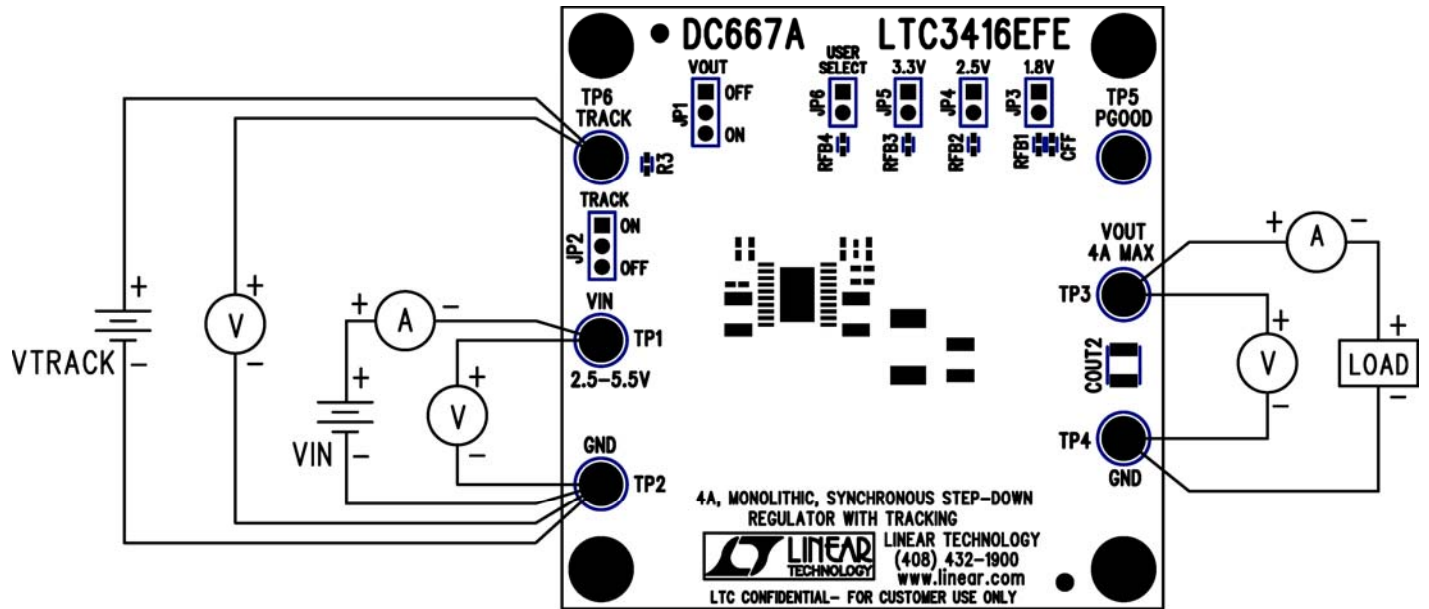 DC667A LTC3416EFE
VOUT
OFF
JP1
ON
USER
SELECT
JP6
RFB4
3.3V
JP5
RFB3
2.5V
JP4
RFB2
1.8V
JP3
RFB1
CFF
TP6
TRACK
R3
TP5
PGOOD
TRACK
ON
JP2
OFF
VIN
TP1
2.5-5.5V
GND
TP2
+
-
VTRACK
+
V
-
+
A
-
+
VIN
-
+
V
-
VOUT
4A MAX
TP3
COUT2
TP4
GND
+
A
-
+
V
-
+
LOAD
-
4A, MONOLITHIC, SYNCHRONOUS STEP-DOWN
REGULATOR WITH TRACKING
LT LINEAR
TECHNOLOGY
LINEAR TECHNOLOGY
(408) 432-1900
www.linear.com
LTC CONFIDENTIAL- FOR CUSTOMER USE ONLY